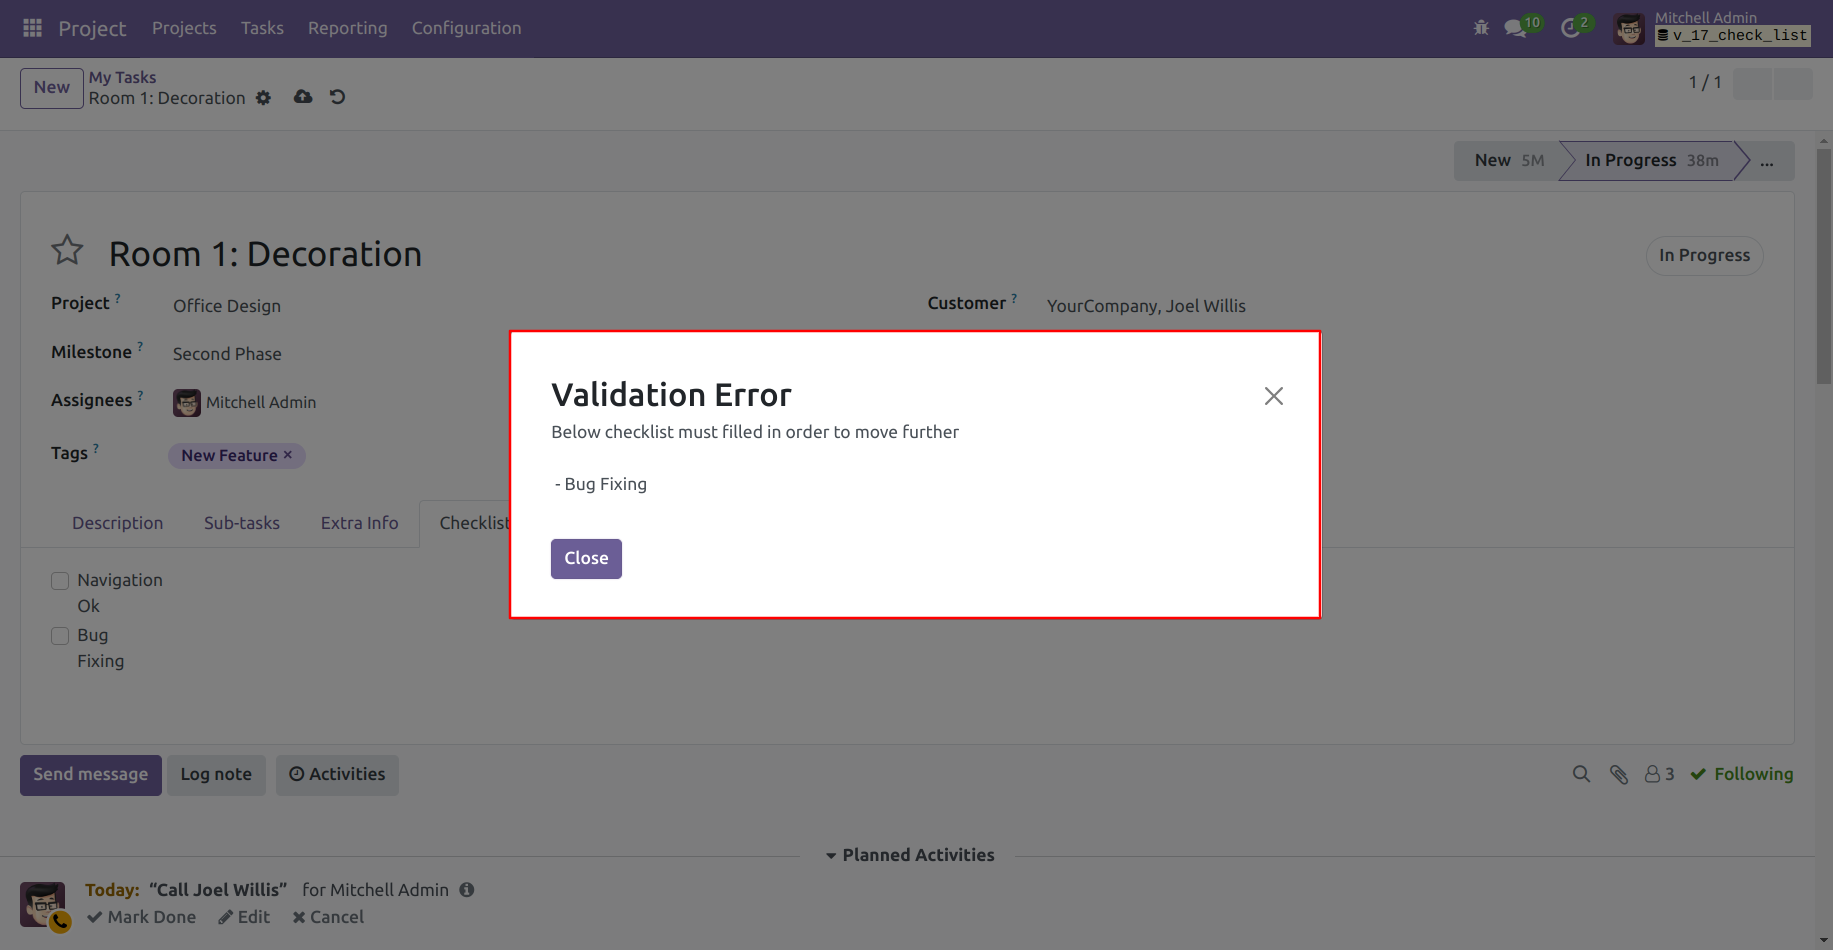 Project Projects Tasks Reporting Configuration 10 2 Mitchell Admin
v_17_check_list
New My Tasks
Room 1: Decoration 1 / 1
New 5M In Progress 38m ...
Room 1: Decoration In Progress
Project ? Office Design Customer ? YourCompany, Joel Willis
Milestone ? Second Phase
Assignees ? Mitchell Admin
Tags ? New Feature ×
Validation Error
Below checklist must filled in order to move further
- Bug Fixing
Close
Description Sub-tasks Extra Info Checklist
Navigation
Ok
Bug
Fixing
Send message Log note Activities 3 Following
Planned Activities
Today: “Call Joel Willis” for Mitchell Admin
Mark Done Edit Cancel